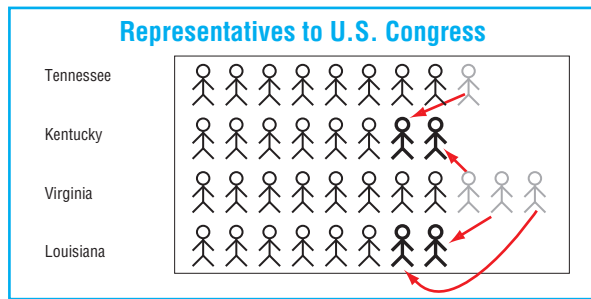 Representatives to U.S. Congress
Tennessee
Kentucky
Virginia
Louisiana